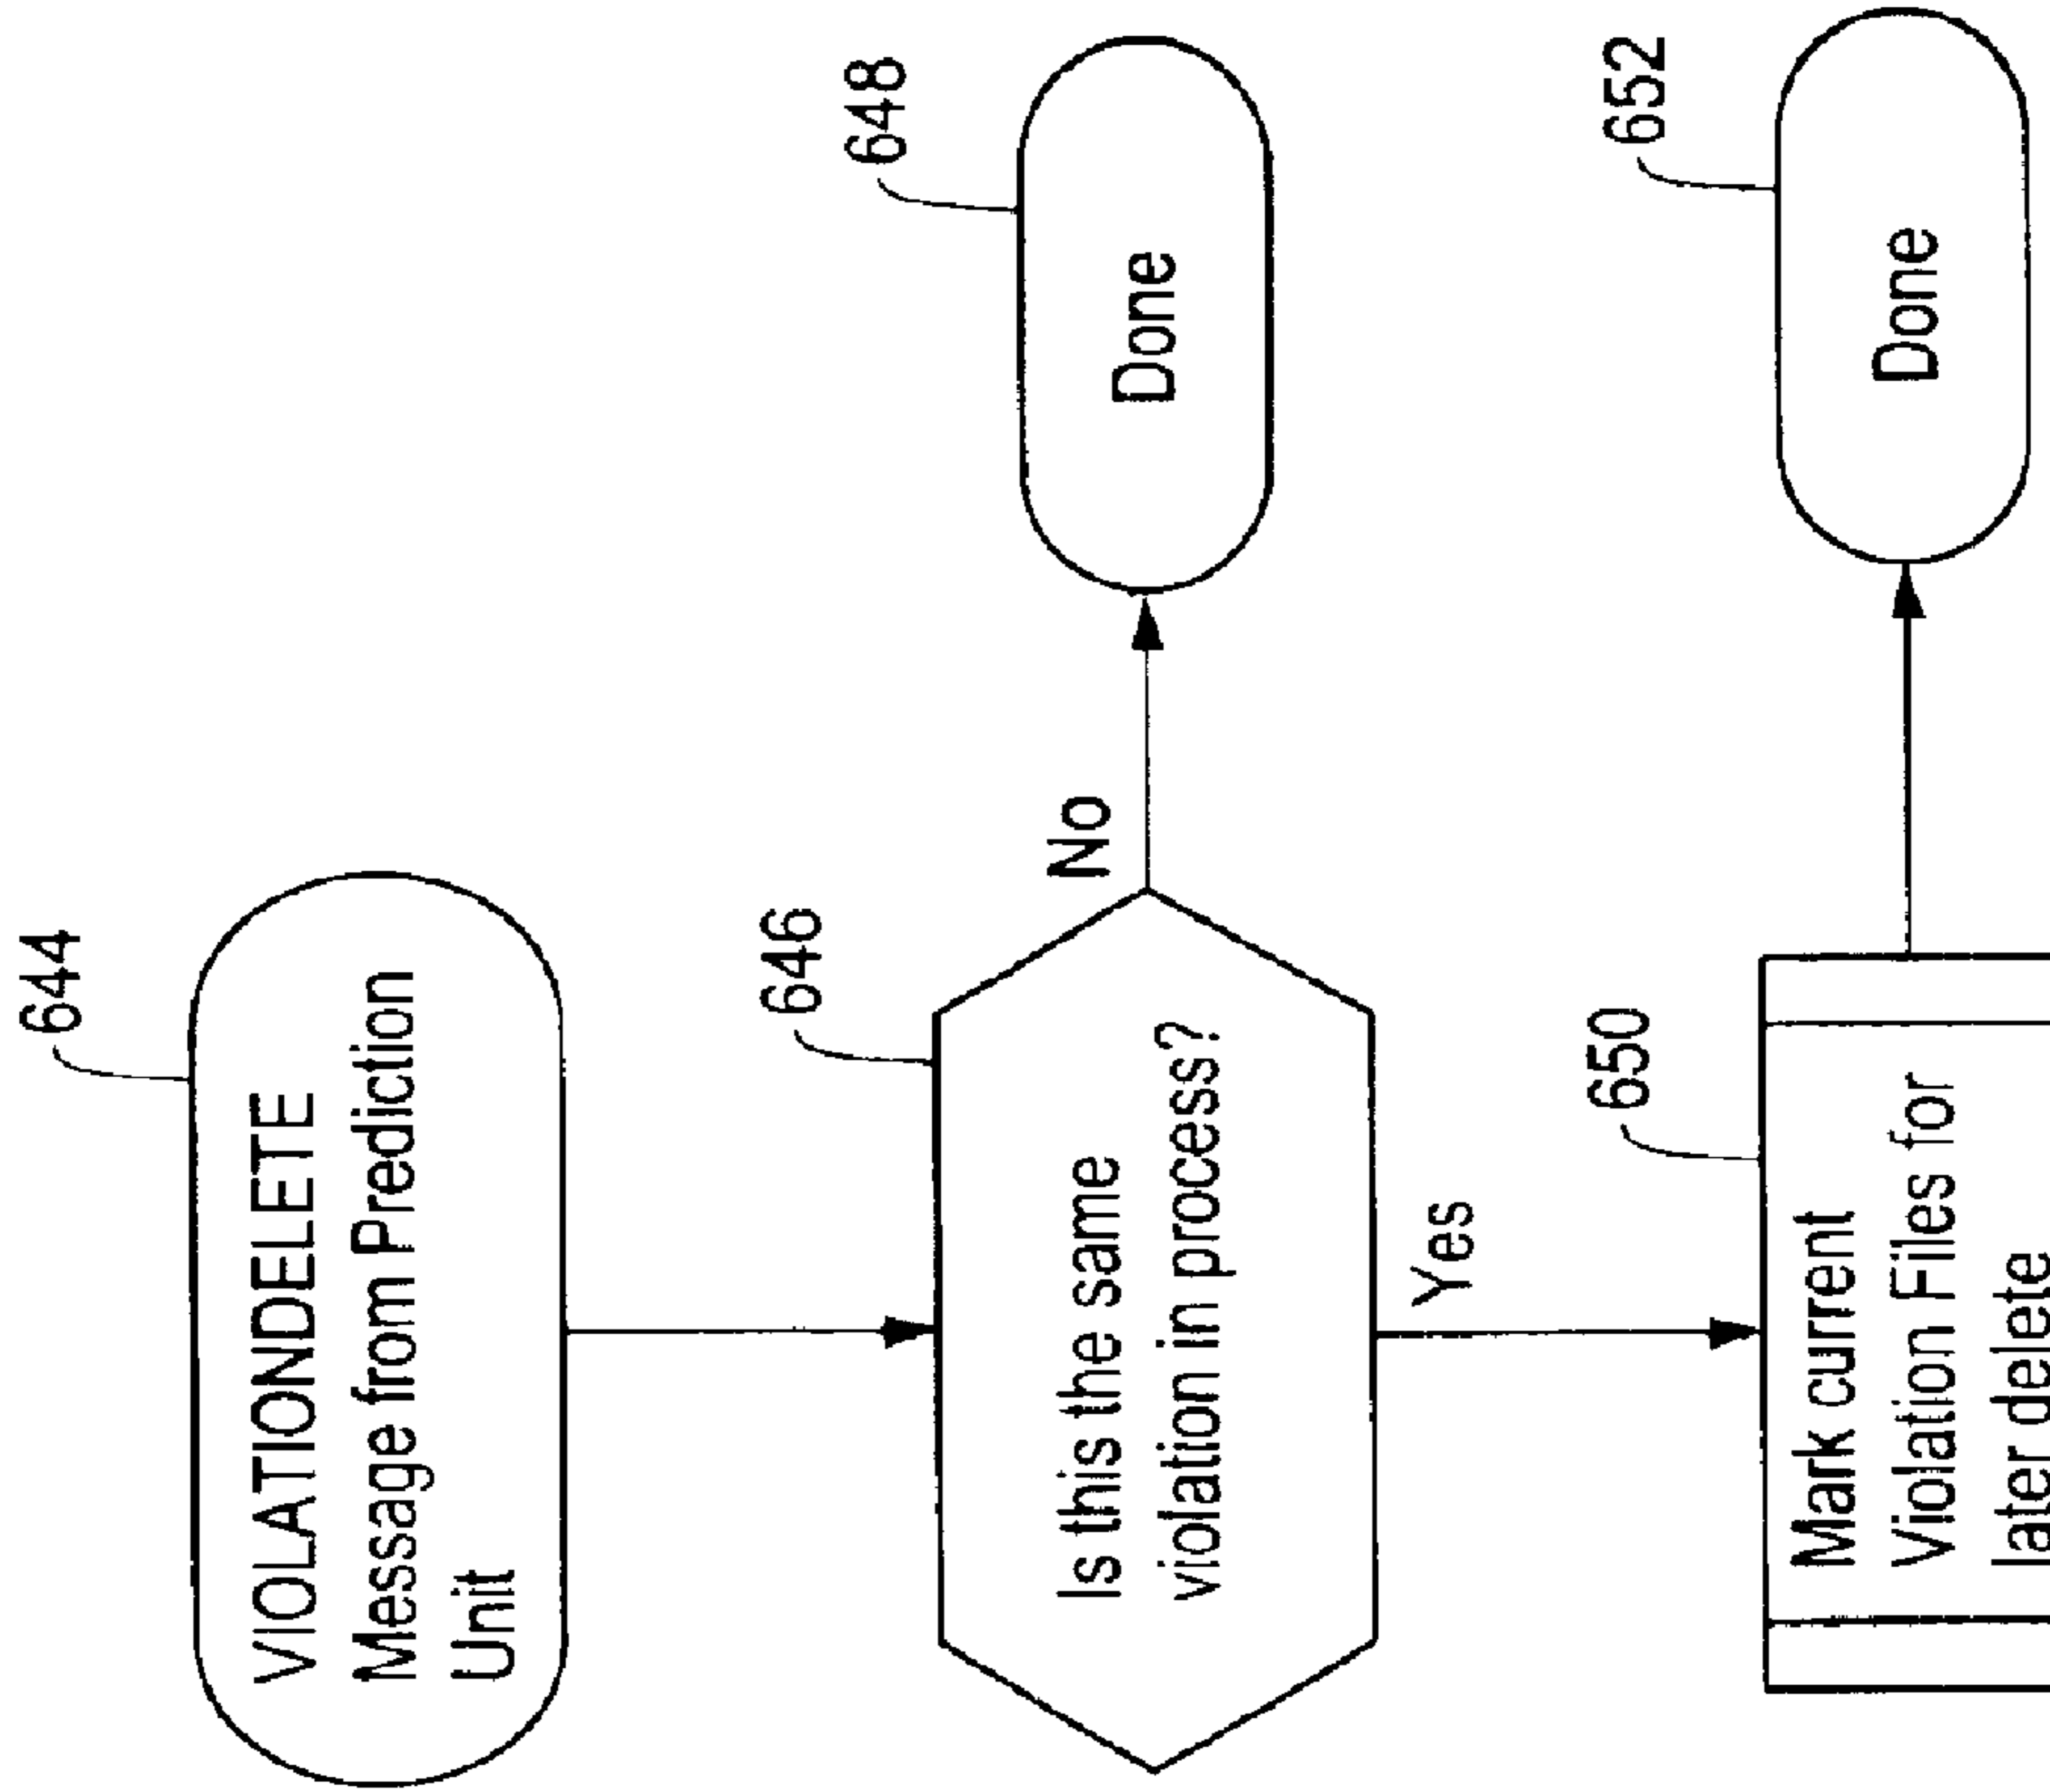 644
VIOLATIONDELETE
Message from Prediction
Unit
646
Is this the same
violation in process?
No
648
Done
Yes
650
Mark current
Violation Files for
later delete
652
Done